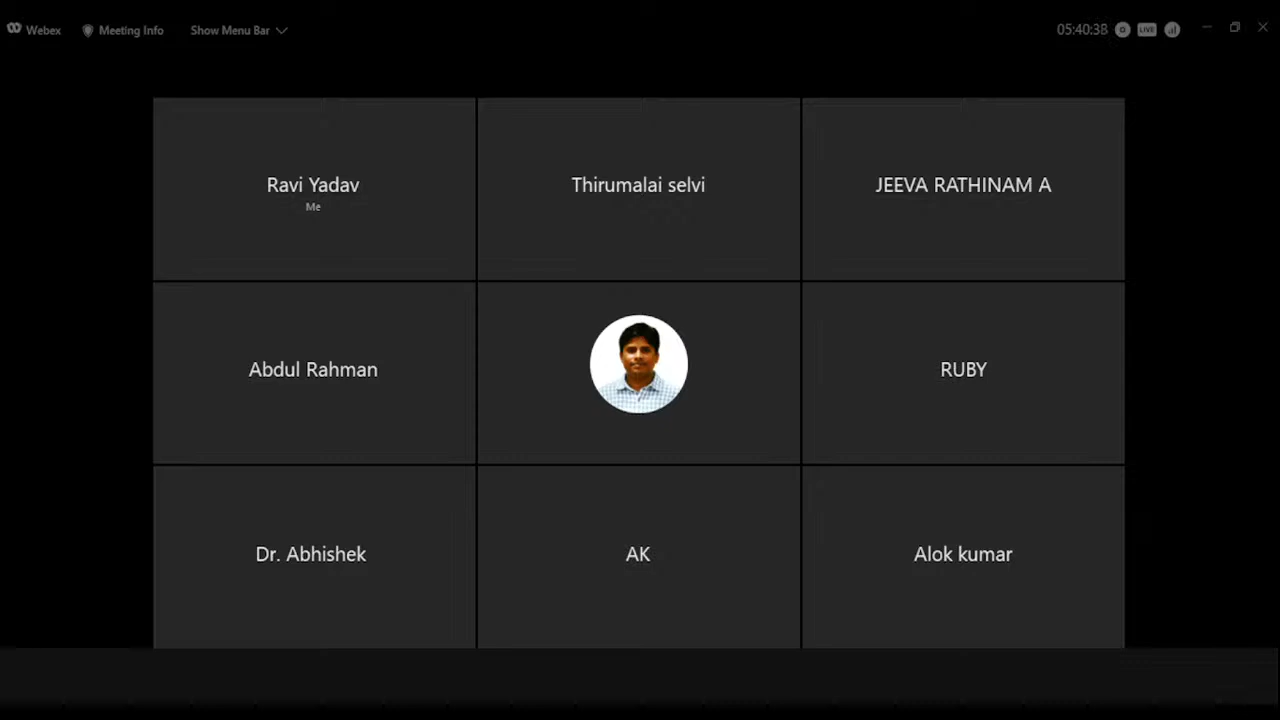 Webex Meeting Info Show Menu Bar 05:40:38 LIVE
Ravi Yadav Thirumalai selvi JEEVA RATHINAM A
Me
Abdul Rahman RUBY
Dr. Abhishek AK Alok kumar